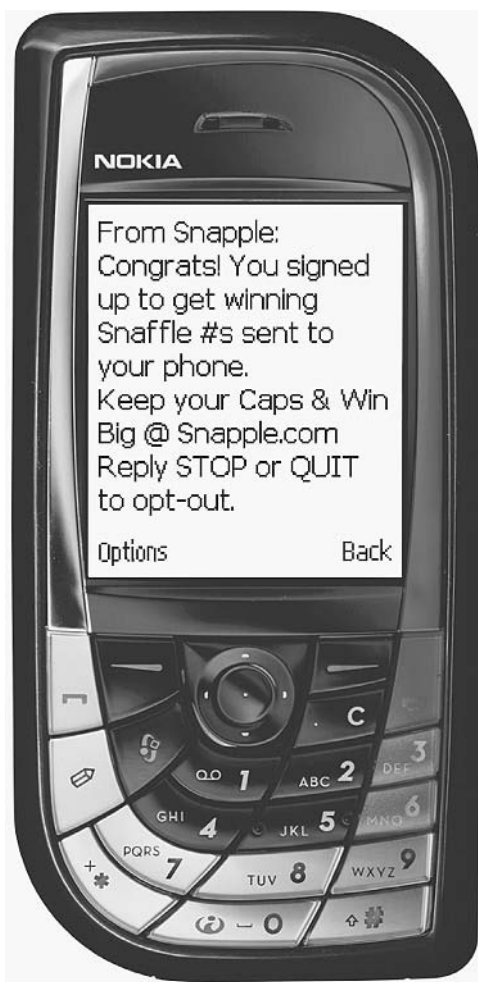 NOKIA
From Snapple:
Congrats! You signed
up to get winning
Snaffle #s sent to
your phone.
Keep your Caps & Win
Big @ Snapple.com
Reply STOP or QUIT
to opt-out.
Options Back
C
1 ABC 2 DEF 3
GHI 4 JKL 5 MNO 6
PQRS 7 TUV 8 WXYZ 9
+ * 0 #